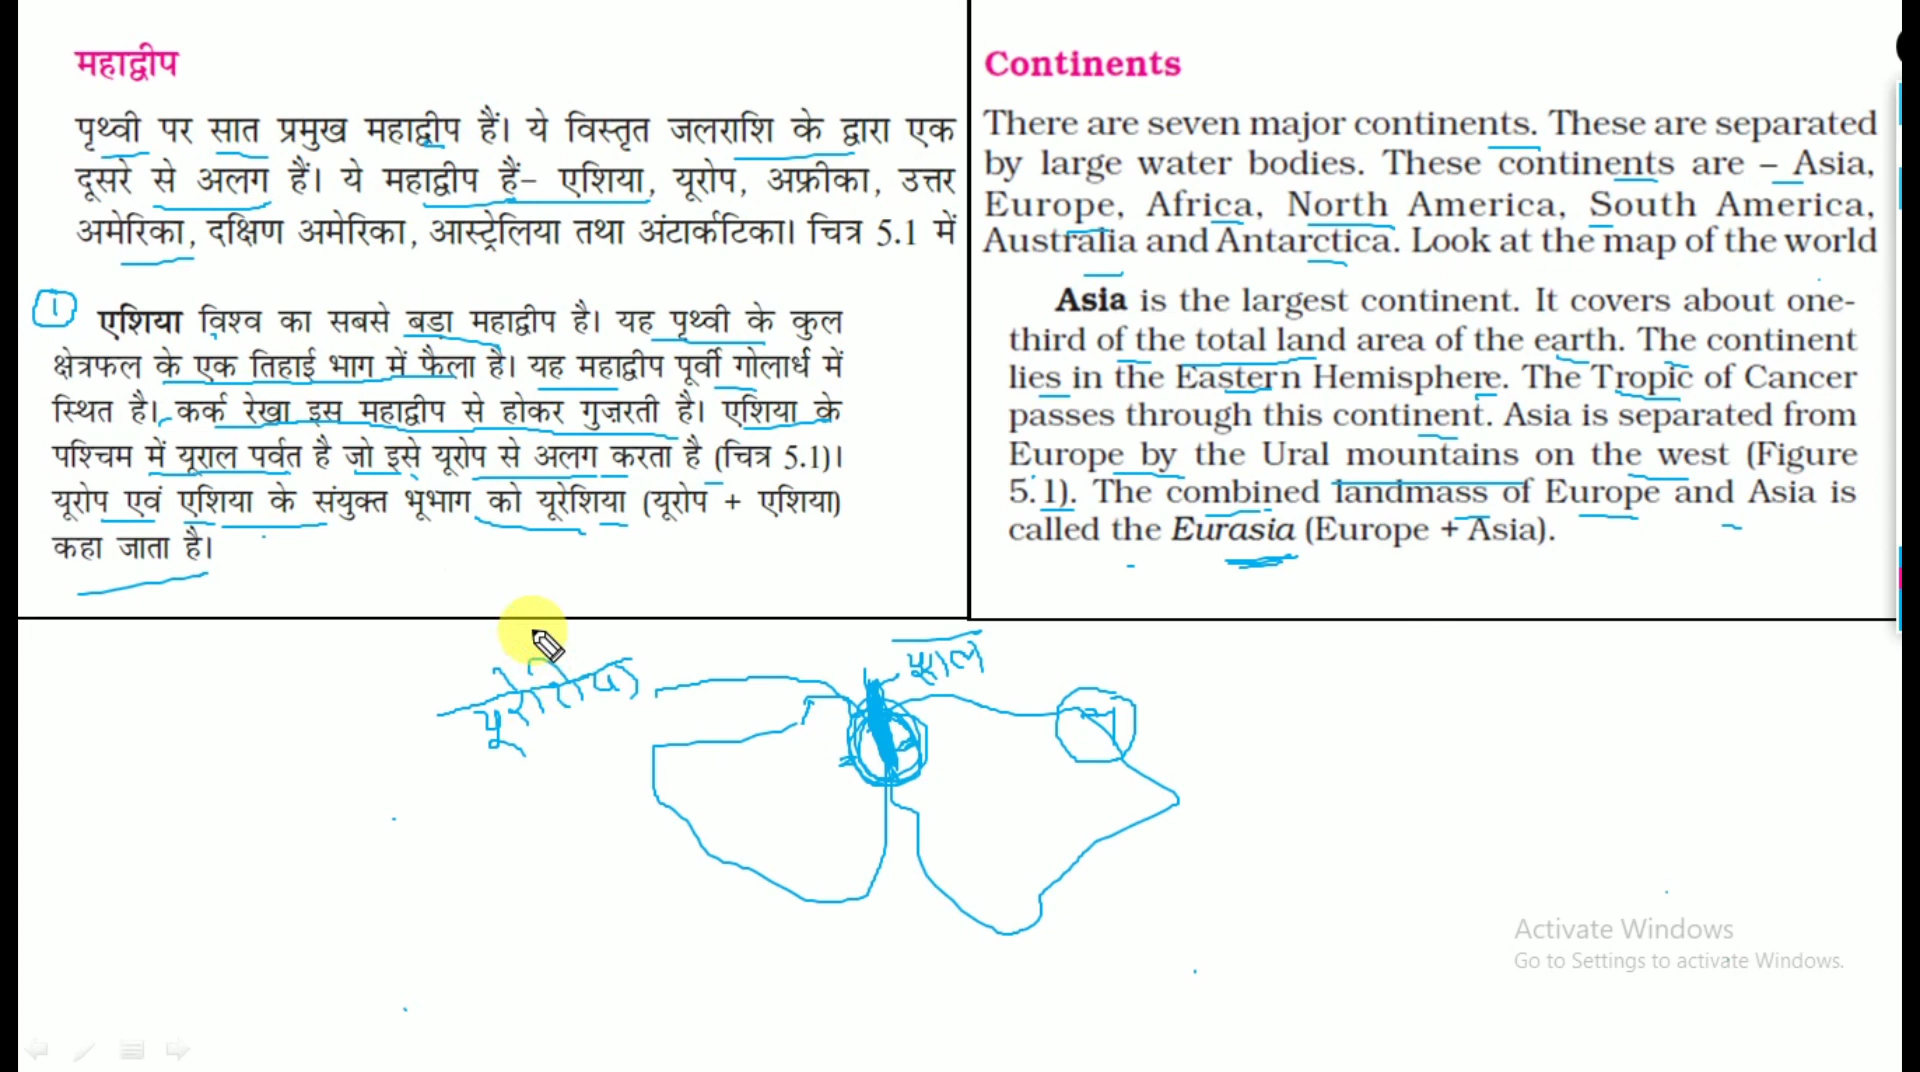 महाद्वीप
पृथ्वी पर सात प्रमुख महाद्वीप हैं। ये विस्तृत जलराशि के द्वारा एक
दूसरे से अलग हैं। ये महाद्वीप हैं– एशिया, यूरोप, अफ्रीका, उत्तर
अमेरिका, दक्षिण अमेरिका, आस्ट्रेलिया तथा अंटार्कटिका। चित्र 5.1 में
1
एशिया विश्व का सबसे बड़ा महाद्वीप है। यह पृथ्वी के कुल
क्षेत्रफल के एक तिहाई भाग में फैला है। यह महाद्वीप पूर्वी गोलार्ध में
स्थित है। कर्क रेखा इस महाद्वीप से होकर गुज़रती है। एशिया के
पश्चिम में यूराल पर्वत है जो इसे यूरोप से अलग करता है (चित्र 5.1)।
यूरोप एवं एशिया के संयुक्त भूभाग को यूरेशिया (यूरोप + एशिया)
कहा जाता है।
Continents
There are seven major continents. These are separated
by large water bodies. These continents are – Asia,
Europe, Africa, North America, South America,
Australia and Antarctica. Look at the map of the world
Asia is the largest continent. It covers about one-
third of the total land area of the earth. The continent
lies in the Eastern Hemisphere. The Tropic of Cancer
passes through this continent. Asia is separated from
Europe by the Ural mountains on the west (Figure
5.1). The combined landmass of Europe and Asia is
called the Eurasia (Europe + Asia).
यूराल
Activate Windows
Go to Settings to activate Windows.